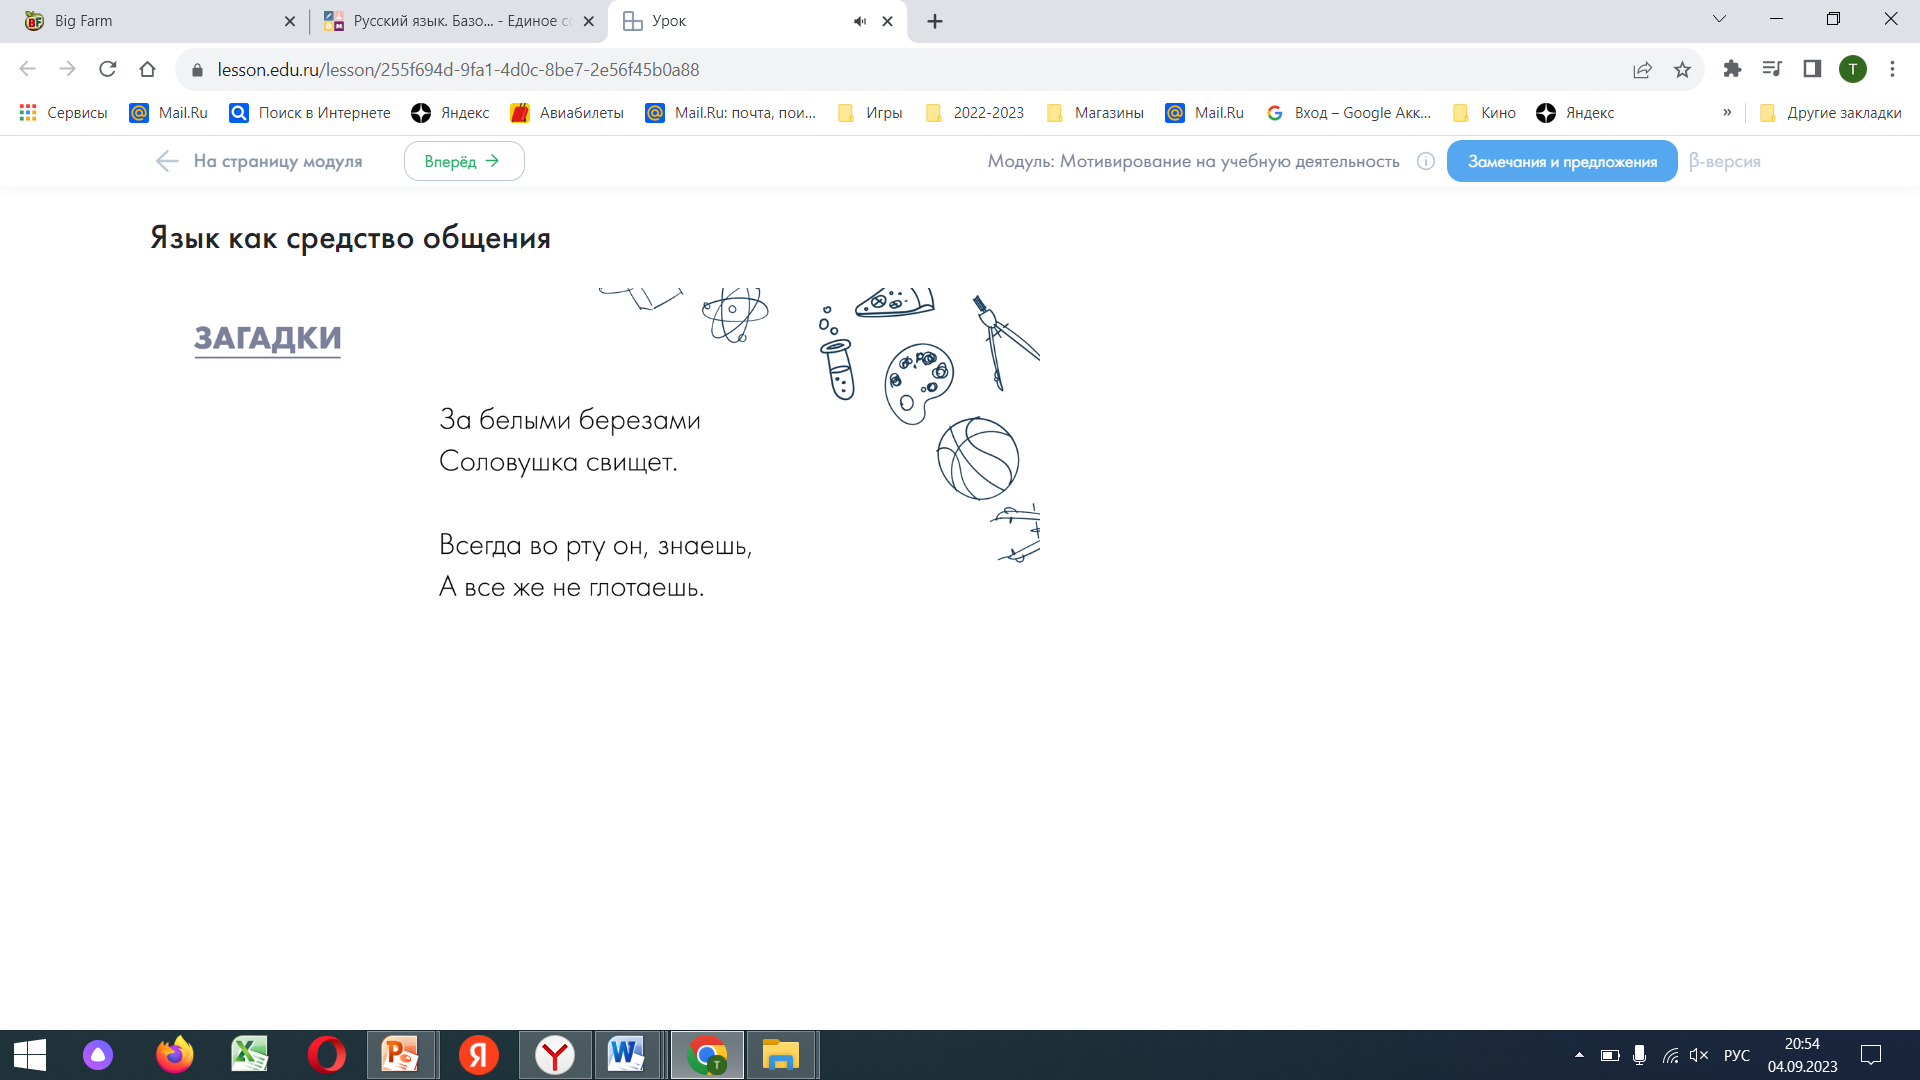 Big Farm
Русский язык. Базо... - Единое со
Урок
lesson.edu.ru/lesson/255f694d-9fa1-4d0c-8be7-2e56f45b0a88
T
Сервисы
Mail.Ru
Поиск в Интернете
Яндекс
Авиабилеты
Mail.Ru: почта, пои...
Игры
2022-2023
Магазины
Mail.Ru
Вход – Google Акк...
Кино
Яндекс
»
Другие закладки
На страницу модуля
Вперёд
Модуль: Мотивирование на учебную деятельность
Замечания и предложения
β-версия
Язык как средство общения
ЗАГАДКИ
За белыми березами
Соловушка свищет.
Всегда во рту он, знаешь,
А все же не глотаешь.
РУС
20:54
04.09.2023